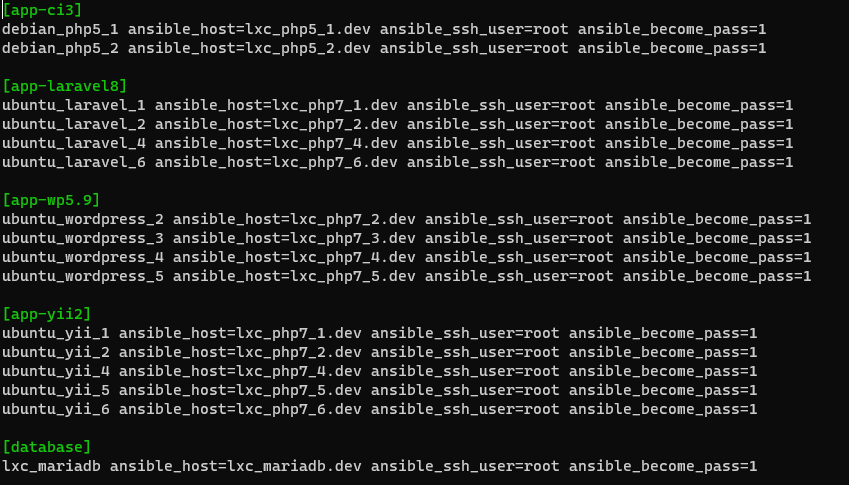 [app-ci3]
debian_php5_1 ansible_host=lxc_php5_1.dev ansible_ssh_user=root ansible_become_pass=1
debian_php5_2 ansible_host=lxc_php5_2.dev ansible_ssh_user=root ansible_become_pass=1
[app-laravel8]
ubuntu_laravel_1 ansible_host=lxc_php7_1.dev ansible_ssh_user=root ansible_become_pass=1
ubuntu_laravel_2 ansible_host=lxc_php7_2.dev ansible_ssh_user=root ansible_become_pass=1
ubuntu_laravel_4 ansible_host=lxc_php7_4.dev ansible_ssh_user=root ansible_become_pass=1
ubuntu_laravel_6 ansible_host=lxc_php7_6.dev ansible_ssh_user=root ansible_become_pass=1
[app-wp5.9]
ubuntu_wordpress_2 ansible_host=lxc_php7_2.dev ansible_ssh_user=root ansible_become_pass=1
ubuntu_wordpress_3 ansible_host=lxc_php7_3.dev ansible_ssh_user=root ansible_become_pass=1
ubuntu_wordpress_4 ansible_host=lxc_php7_4.dev ansible_ssh_user=root ansible_become_pass=1
ubuntu_wordpress_5 ansible_host=lxc_php7_5.dev ansible_ssh_user=root ansible_become_pass=1
[app-yii2]
ubuntu_yii_1 ansible_host=lxc_php7_1.dev ansible_ssh_user=root ansible_become_pass=1
ubuntu_yii_2 ansible_host=lxc_php7_2.dev ansible_ssh_user=root ansible_become_pass=1
ubuntu_yii_4 ansible_host=lxc_php7_4.dev ansible_ssh_user=root ansible_become_pass=1
ubuntu_yii_5 ansible_host=lxc_php7_5.dev ansible_ssh_user=root ansible_become_pass=1
ubuntu_yii_6 ansible_host=lxc_php7_6.dev ansible_ssh_user=root ansible_become_pass=1
[database]
lxc_mariadb ansible_host=lxc_mariadb.dev ansible_ssh_user=root ansible_become_pass=1